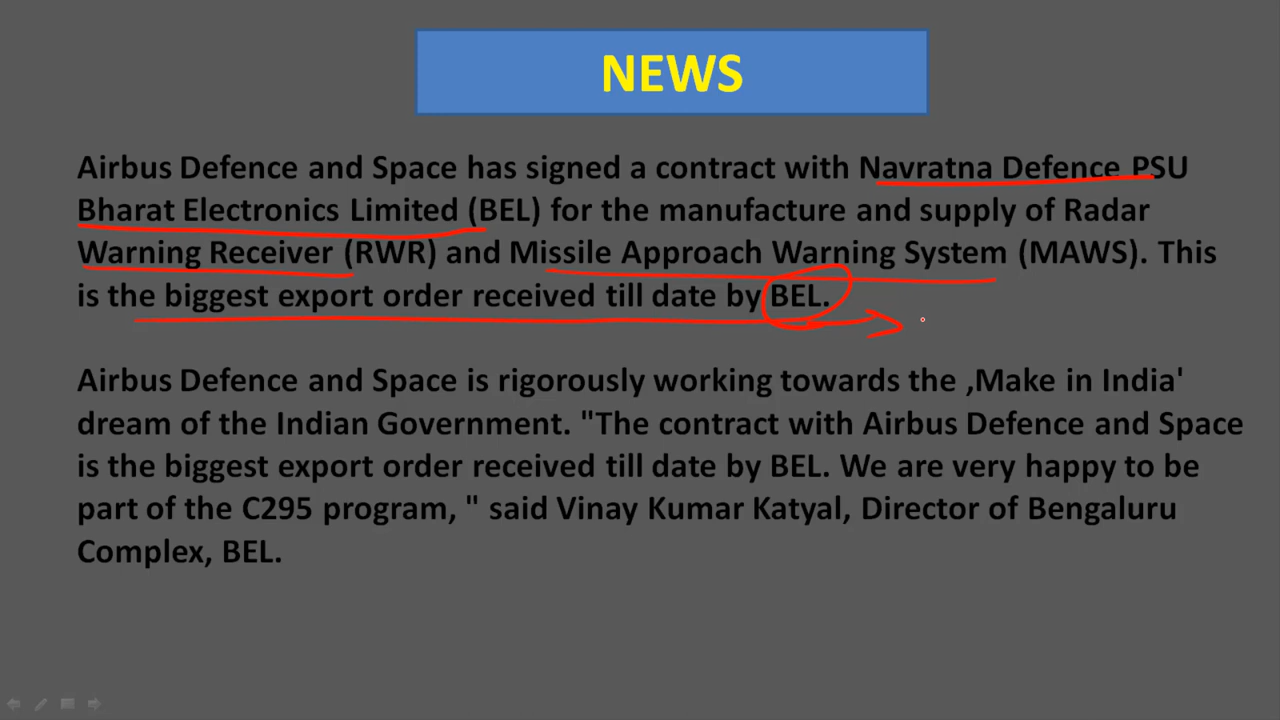 NEWS
Airbus Defence and Space has signed a contract with Navratna Defence PSU
Bharat Electronics Limited (BEL) for the manufacture and supply of Radar
Warning Receiver (RWR) and Missile Approach Warning System (MAWS). This
is the biggest export order received till date by BEL.
Airbus Defence and Space is rigorously working towards the ,Make in India'
dream of the Indian Government. "The contract with Airbus Defence and Space
is the biggest export order received till date by BEL. We are very happy to be
part of the C295 program, " said Vinay Kumar Katyal, Director of Bengaluru
Complex, BEL.